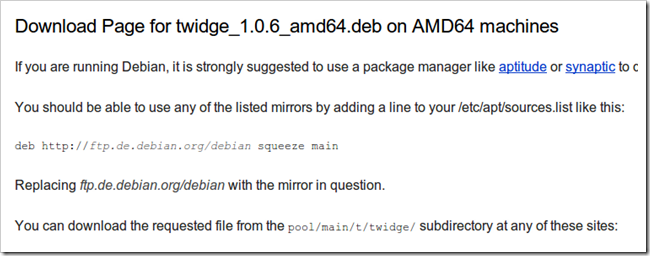 Download Page for twidge_1.0.6_amd64.deb on AMD64 machines
If you are running Debian, it is strongly suggested to use a package manager like aptitude or synaptic to
You should be able to use any of the listed mirrors by adding a line to your /etc/apt/sources.list like this:
deb http://ftp.de.debian.org/debian squeeze main
Replacing ftp.de.debian.org/debian with the mirror in question.
You can download the requested file from the pool/main/t/twidge/ subdirectory at any of these sites: